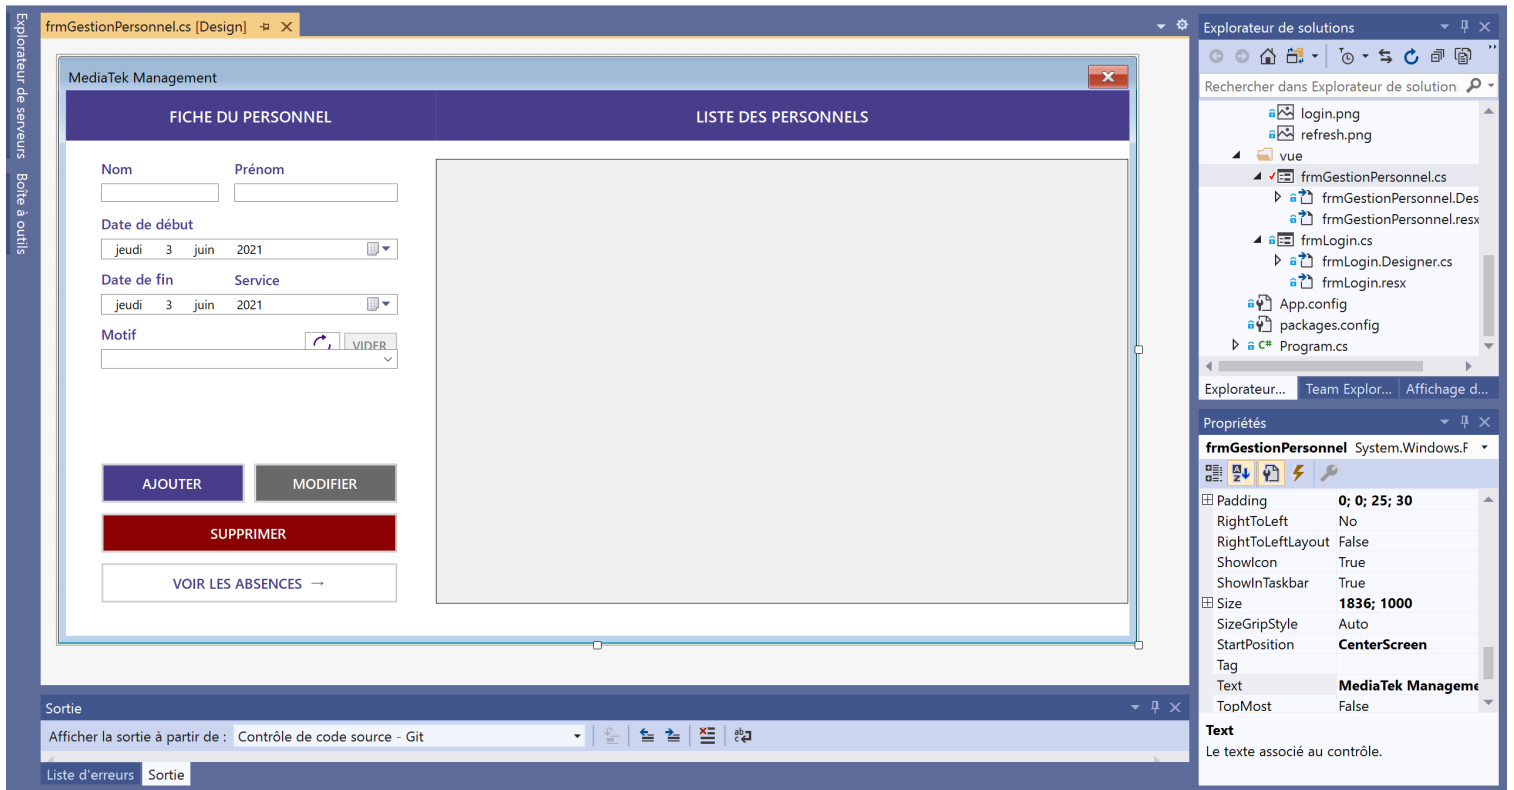 Explorateur de serveurs
Boîte à outils
frmGestionPersonnel.cs [Design]
MediaTek Management
FICHE DU PERSONNEL
LISTE DES PERSONNELS
Nom Prénom
Date de début
jeudi 3 juin 2021
Date de fin Service
jeudi 3 juin 2021
Motif
VIDER
AJOUTER MODIFIER
SUPPRIMER
VOIR LES ABSENCES →
Sortie
Afficher la sortie à partir de : Contrôle de code source - Git
Liste d'erreurs Sortie
Explorateur de solutions
Rechercher dans Explorateur de solution
login.png
refresh.png
vue
frmGestionPersonnel.cs
frmGestionPersonnel.Des
frmGestionPersonnel.resx
frmLogin.cs
frmLogin.Designer.cs
frmLogin.resx
App.config
packages.config
C# Program.cs
Explorateur... Team Explor... Affichage d...
Propriétés
frmGestionPersonnel System.Windows.F
Padding 0; 0; 25; 30
RightToLeft No
RightToLeftLayout False
ShowIcon True
ShowInTaskbar True
Size 1836; 1000
SizeGripStyle Auto
StartPosition CenterScreen
Tag
Text MediaTek Manageme
TopMost False
Text
Le texte associé au contrôle.